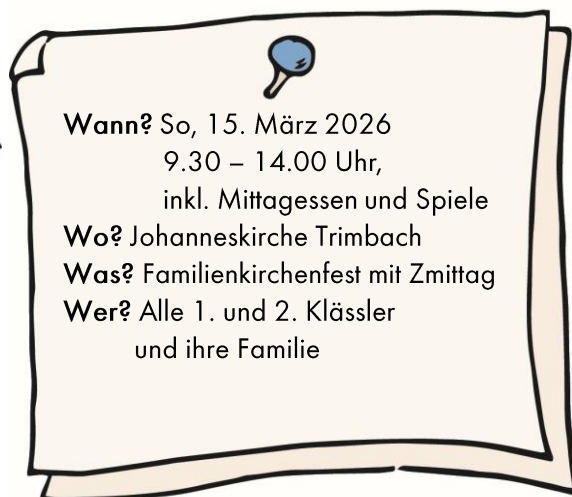 Wann? So, 15. März 2026
9.30 – 14.00 Uhr,
inkl. Mittagessen und Spiele
Wo? Johanneskirche Trimbach
Was? Familienkirchenfest mit Zmittag
Wer? Alle 1. und 2. Klässler
und ihre Familie